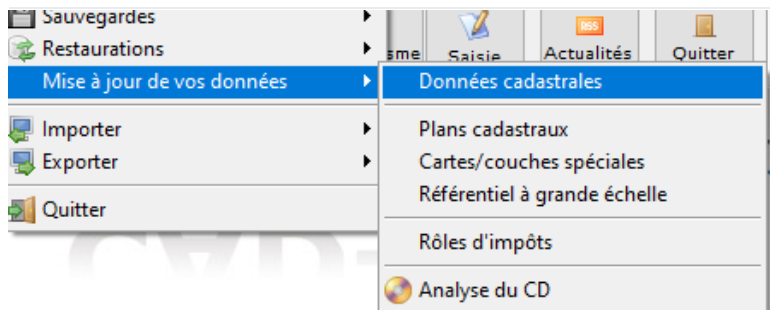 Sauvegardes
Restaurations
Mise à jour de vos données
Importer
Exporter
Quitter
sme Saisie
RSS
Actualités
Quitter
Données cadastrales
Plans cadastraux
Cartes/couches spéciales
Référentiel à grande échelle
Rôles d'impôts
Analyse du CD